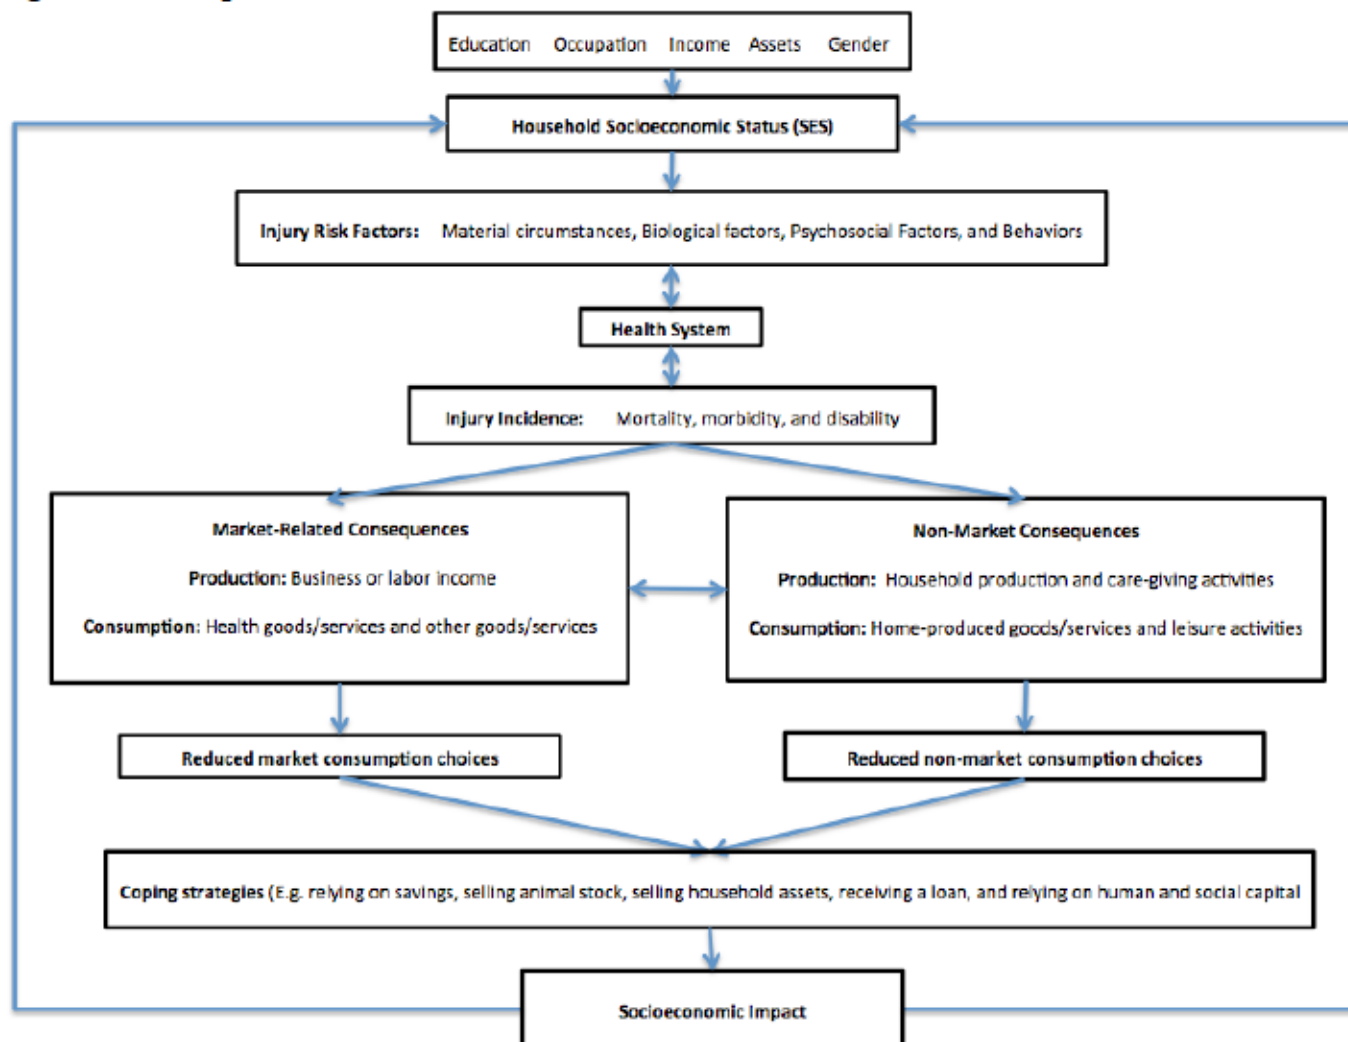 Education Occupation Income Assets Gender
Household Socioeconomic Status (SES)
Injury Risk Factors: Material circumstances, Biological factors, Psychosocial Factors, and Behaviors
Health System
Injury Incidence: Mortality, morbidity, and disability
Market-Related Consequences
Production: Business or labor income
Consumption: Health goods/services and other goods/services
Non-Market Consequences
Production: Household production and care-giving activities
Consumption: Home-produced goods/services and leisure activities
Reduced market consumption choices
Reduced non-market consumption choices
Coping strategies (E.g. relying on savings, selling animal stock, selling household assets, receiving a loan, and relying on human and social capital
Socioeconomic Impact